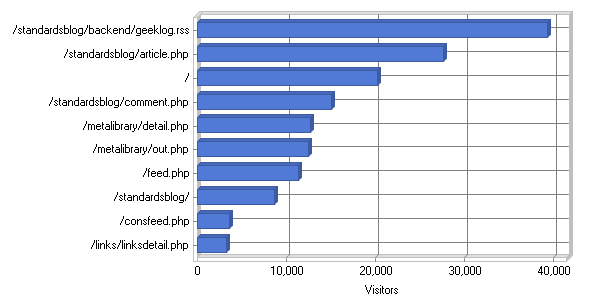 /standardsblog/backend/geeklog.rss
/standardsblog/article.php
/
/standardsblog/comment.php
/metalibrary/detail.php
/metalibrary/out.php
/feed.php
/standardsblog/
/consfeed.php
/links/linksdetail.php
0 10,000 20,000 30,000 40,000
Visitors